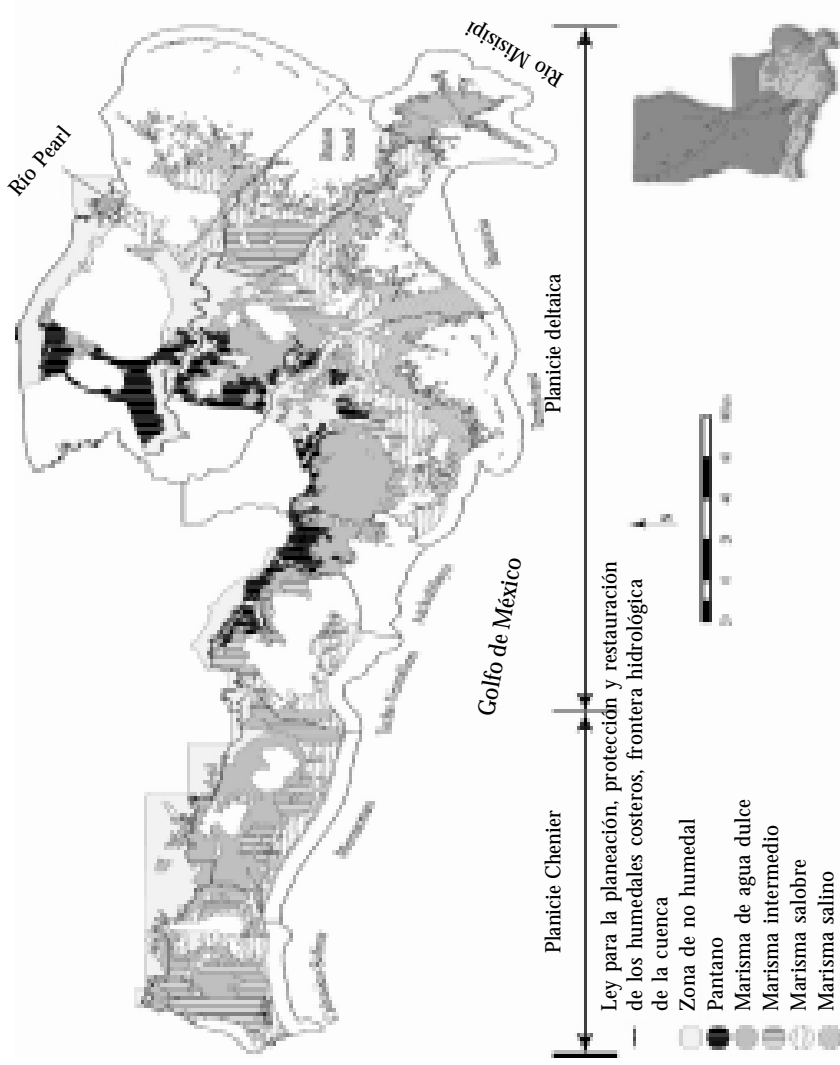 Río Pearl
Río Misisipi
Golfo de México
Planicie Chenier
Planicie deltaica
Ley para la planeación, protección y restauración
de los humedales costeros, frontera hidrológica
de la cuenca
Zona de no humedal
Pantano
Marisma de agua dulce
Marisma intermedio
Marisma salobre
Marisma salino